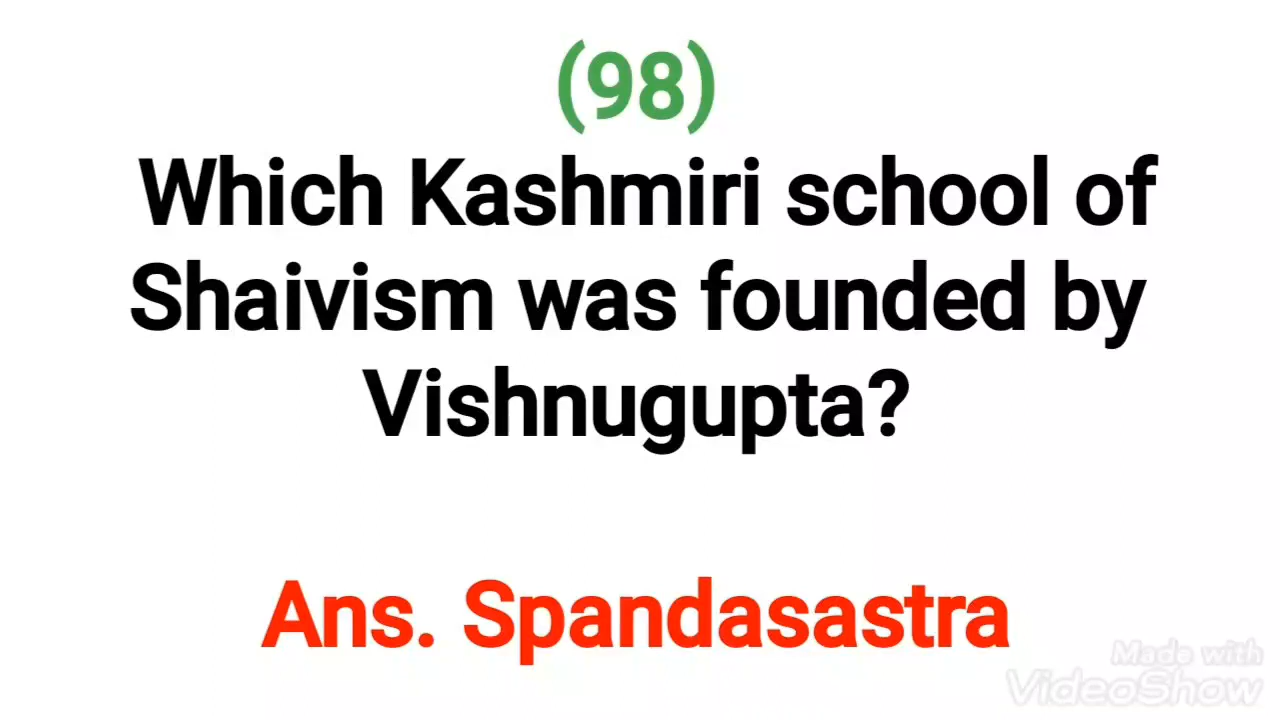 (98)
Which Kashmiri school of
Shaivism was founded by
Vishnugupta?
Ans. Spandasastra
Made with
VideoShow